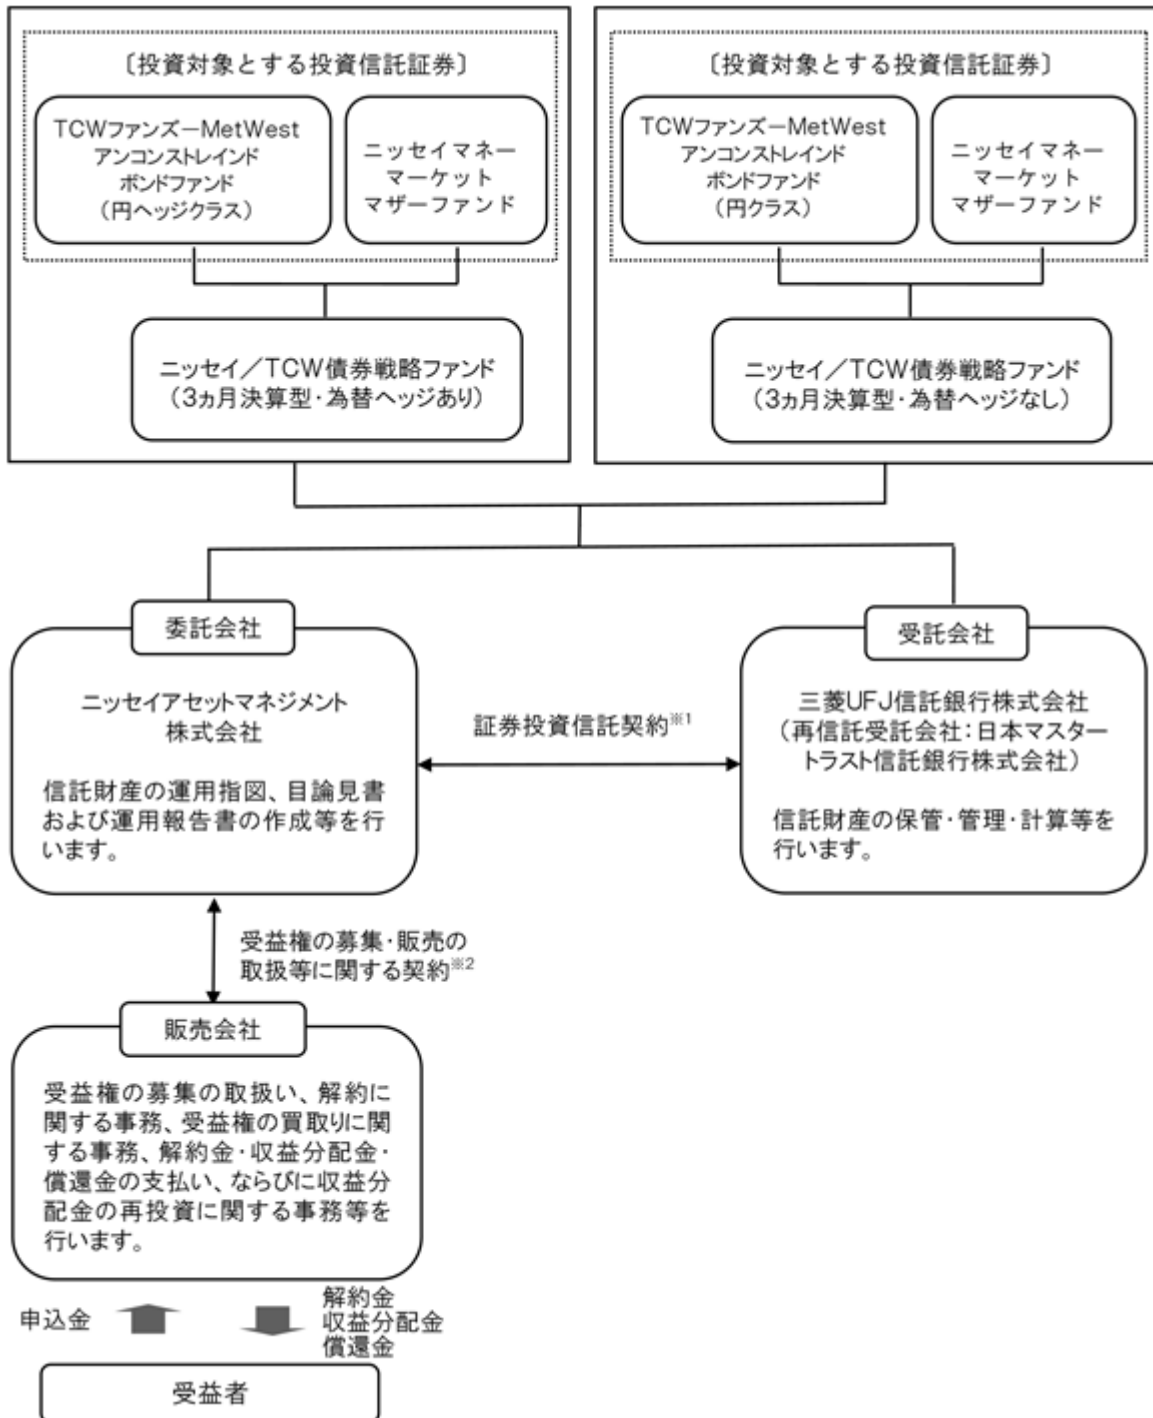 〔投資対象とする投資信託証券〕
TCWファンズ－MetWest
アンコンストレインド
ボンドファンド
（円ヘッジクラス）
ニッセイマネー
マーケット
マザーファンド
ニッセイ／TCW債券戦略ファンド
（3ヵ月決算型・為替ヘッジあり）
〔投資対象とする投資信託証券〕
TCWファンズ－MetWest
アンコンストレインド
ボンドファンド
（円クラス）
ニッセイマネー
マーケット
マザーファンド
ニッセイ／TCW債券戦略ファンド
（3ヵ月決算型・為替ヘッジなし）
委託会社
ニッセイアセットマネジメント
株式会社
信託財産の運用指図、目論見書
および運用報告書の作成等を行
います。
証券投資信託契約※1
受託会社
三菱UFJ信託銀行株式会社
（再信託受託会社：日本マスター
トラスト信託銀行株式会社）
信託財産の保管・管理・計算等を
行います。
受益権の募集・販売の
取扱等に関する契約※2
販売会社
受益権の募集の取扱い、解約に
関する事務、受益権の買取りに関
する事務、解約金・収益分配金・
償還金の支払い、ならびに収益分
配金の再投資に関する事務等を
行います。
申込金
解約金
収益分配金
償還金
受益者